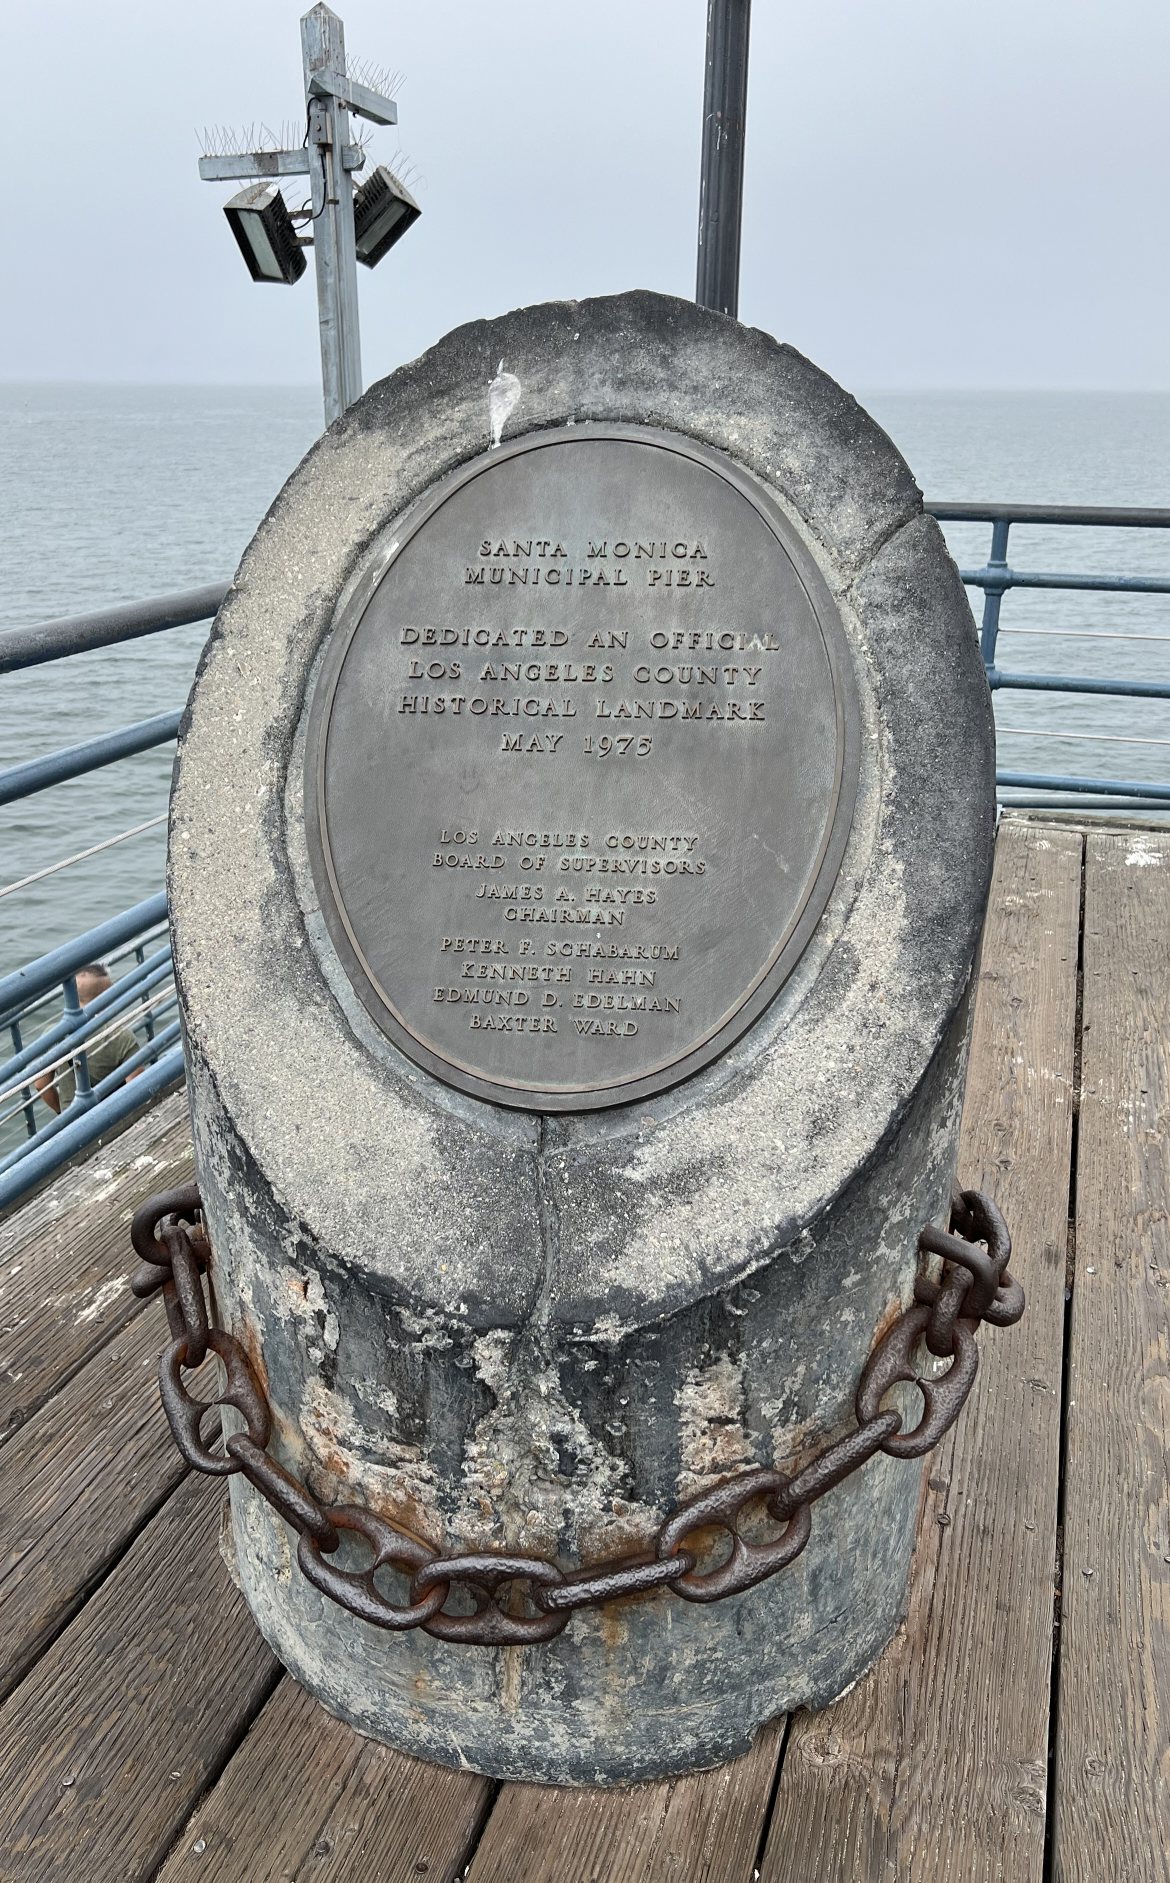 SANTA MONICA
MUNICIPAL PIER
DEDICATED AN OFFICIAL
LOS ANGELES COUNTY
HISTORICAL LANDMARK
MAY 1975
LOS ANGELES COUNTY
BOARD OF SUPERVISORS
JAMES A. HAYES
CHAIRMAN
PETER F. SCHABARUM
KENNETH HAHN
EDMUND D. EDELMAN
BAXTER WARD